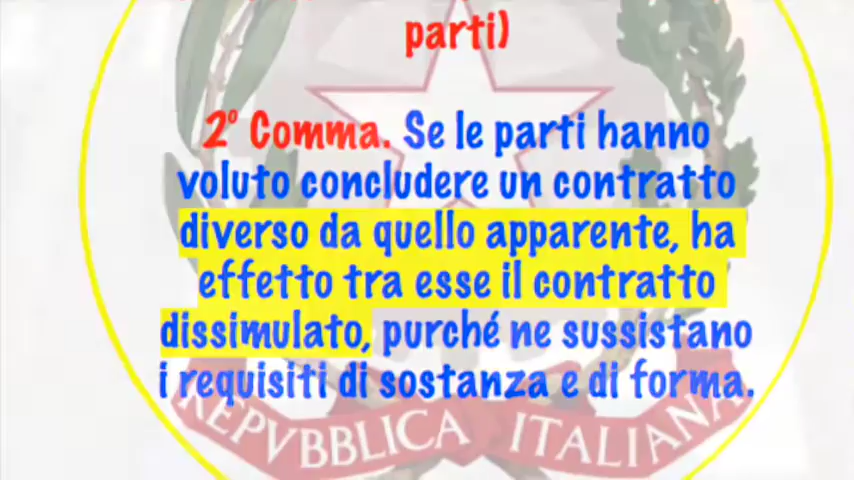 parti)
2° Comma. Se le parti hanno
voluto concludere un contratto
diverso da quello apparente, ha
effetto tra esse il contratto
dissimulato, purché ne sussistano
i requisiti di sostanza e di forma.
REPVBBLICA ITALIANA